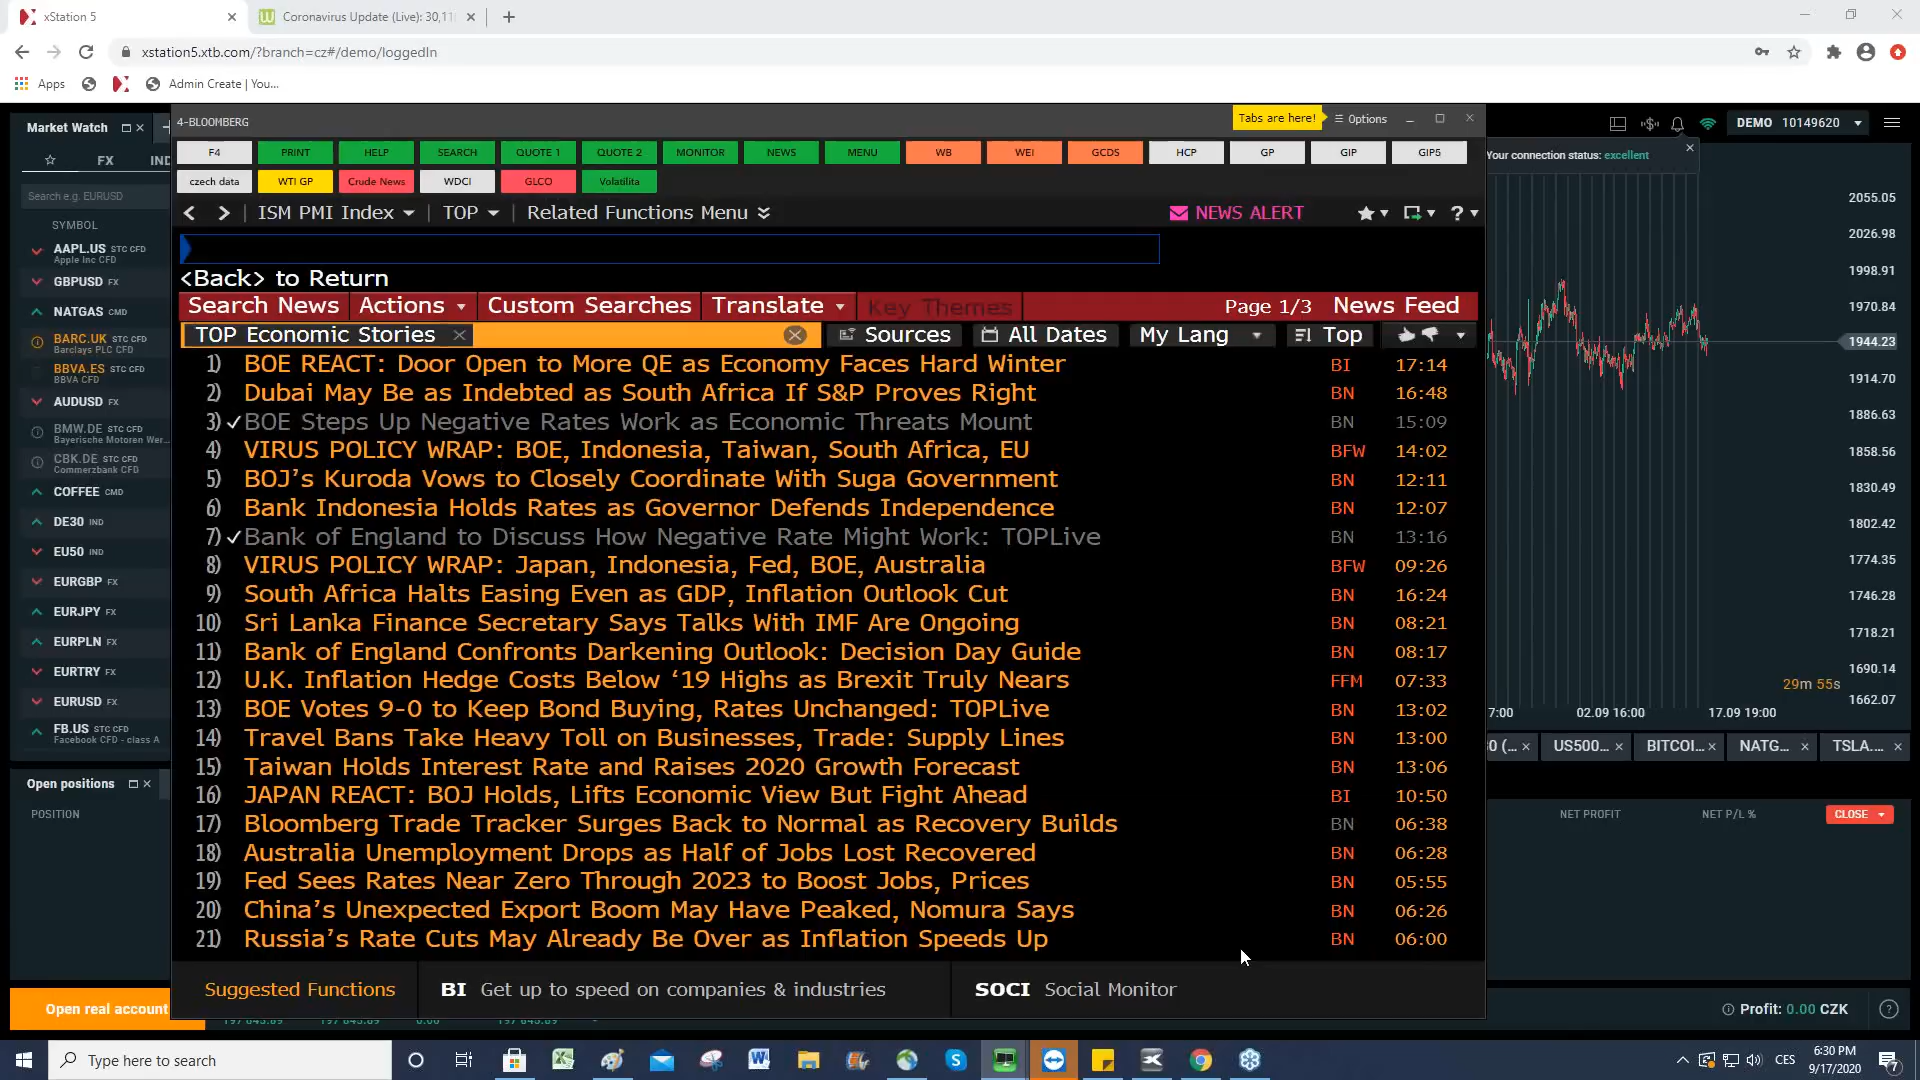 xStation 5
Coronavirus Update (Live): 30,11
xstation5.xtb.com/?branch=cz#/demo/loggedIn
Apps
Admin Create | You...
Market Watch
4-BLOOMBERG
Tabs are here!
Options
DEMO 10149620
F4 PRINT HELP SEARCH QUOTE 1 QUOTE 2 MONITOR NEWS MENU WB WEI GCDS HCP GP GIP GIP5
czech data WTI GP Crude News WDCI GLCO Volatilita
Your connection status: excellent
FX IND
Search e.g. EURUSD
SYMBOL
AAPL.US STC CFD
Apple Inc CFD
GBPUSD FX
NATGAS CMD
BARC.UK STC CFD
Barclays PLC CFD
BBVA.ES STC CFD
BBVA CFD
AUDUSD FX
BMW.DE STC CFD
Bayerische Motoren Wer...
CBK.DE STC CFD
Commerzbank CFD
COFFEE CMD
DE30 IND
EU50 IND
EURGBP FX
EURJPY FX
EURPLN FX
EURTRY FX
EURUSD FX
FB.US STC CFD
Facebook CFD - class A
ISM PMI Index TOP Related Functions Menu
NEWS ALERT
<Back> to Return
Search News Actions Custom Searches Translate Key Themes Page 1/3 News Feed
TOP Economic Stories Sources All Dates My Lang Top
1) BOE REACT: Door Open to More QE as Economy Faces Hard Winter BI 17:14
2) Dubai May Be as Indebted as South Africa If S&P Proves Right BN 16:48
3) ✓BOE Steps Up Negative Rates Work as Economic Threats Mount BN 15:09
4) VIRUS POLICY WRAP: BOE, Indonesia, Taiwan, South Africa, EU BFW 14:02
5) BOJ’s Kuroda Vows to Closely Coordinate With Suga Government BN 12:11
6) Bank Indonesia Holds Rates as Governor Defends Independence BN 12:07
7) ✓Bank of England to Discuss How Negative Rate Might Work: TOPLive BN 13:16
8) VIRUS POLICY WRAP: Japan, Indonesia, Fed, BOE, Australia BFW 09:26
9) South Africa Halts Easing Even as GDP, Inflation Outlook Cut BN 16:24
10) Sri Lanka Finance Secretary Says Talks With IMF Are Ongoing BN 08:21
11) Bank of England Confronts Darkening Outlook: Decision Day Guide BN 08:17
12) U.K. Inflation Hedge Costs Below ‘19 Highs as Brexit Truly Nears FFM 07:33
13) BOE Votes 9-0 to Keep Bond Buying, Rates Unchanged: TOPLive BN 13:02
14) Travel Bans Take Heavy Toll on Businesses, Trade: Supply Lines BN 13:00
15) Taiwan Holds Interest Rate and Raises 2020 Growth Forecast BN 13:06
16) JAPAN REACT: BOJ Holds, Lifts Economic View But Fight Ahead BI 10:50
17) Bloomberg Trade Tracker Surges Back to Normal as Recovery Builds BN 06:38
18) Australia Unemployment Drops as Half of Jobs Lost Recovered BN 06:28
19) Fed Sees Rates Near Zero Through 2023 to Boost Jobs, Prices BN 05:55
20) China’s Unexpected Export Boom May Have Peaked, Nomura Says BN 06:26
21) Russia’s Rate Cuts May Already Be Over as Inflation Speeds Up BN 06:00
Suggested Functions BI Get up to speed on companies & industries SOCI Social Monitor
2055.05
2026.98
1998.91
1970.84
1944.23
1914.70
1886.63
1858.56
1830.49
1802.42
1774.35
1746.28
1718.21
1690.14
29m 55s
1662.07
7:00 02.09 16:00 17.09 19:00
US500... BITCOI... NATG... TSLA....
Open positions
POSITION
NET PROFIT NET P/L % CLOSE
Open real account
Profit: 0.00 CZK
Type here to search
CES
6:30 PM
9/17/2020
7